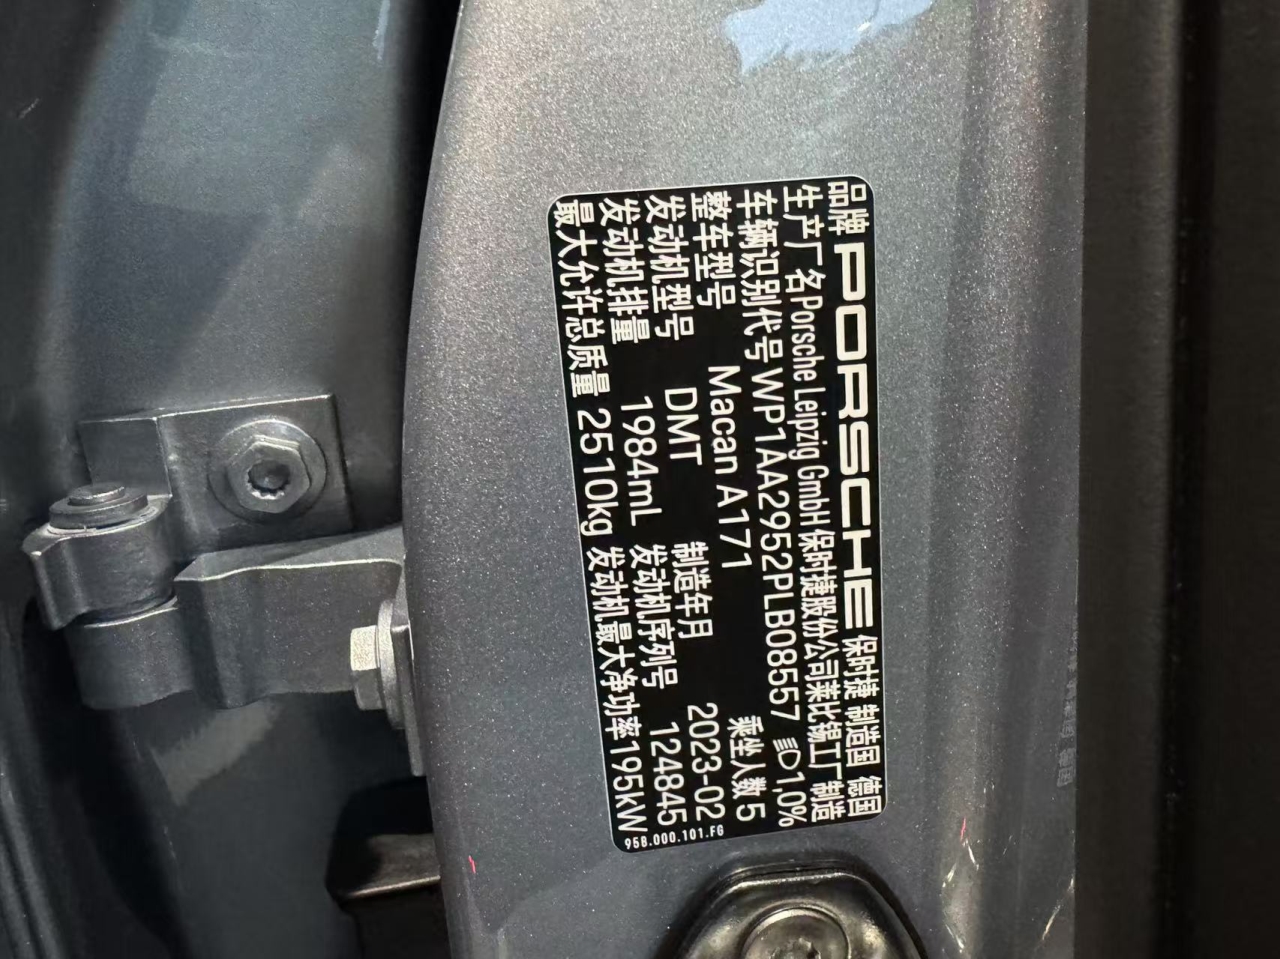 品牌 PORSCHE 保时捷 制造国 德国
生产厂名 Porsche Leipzig GmbH 保时捷股份公司莱比锡工厂制造
车辆识别代号 WP1AA2952PLB08557 1,0%
整车型号 Macan A171 乘坐人数 5
发动机型号 DMT 制造年月 2023-02
发动机排量 1984mL 发动机序列号 124845
最大允许总质量 2510kg 发动机最大净功率 195kW
95B.000.101.FG